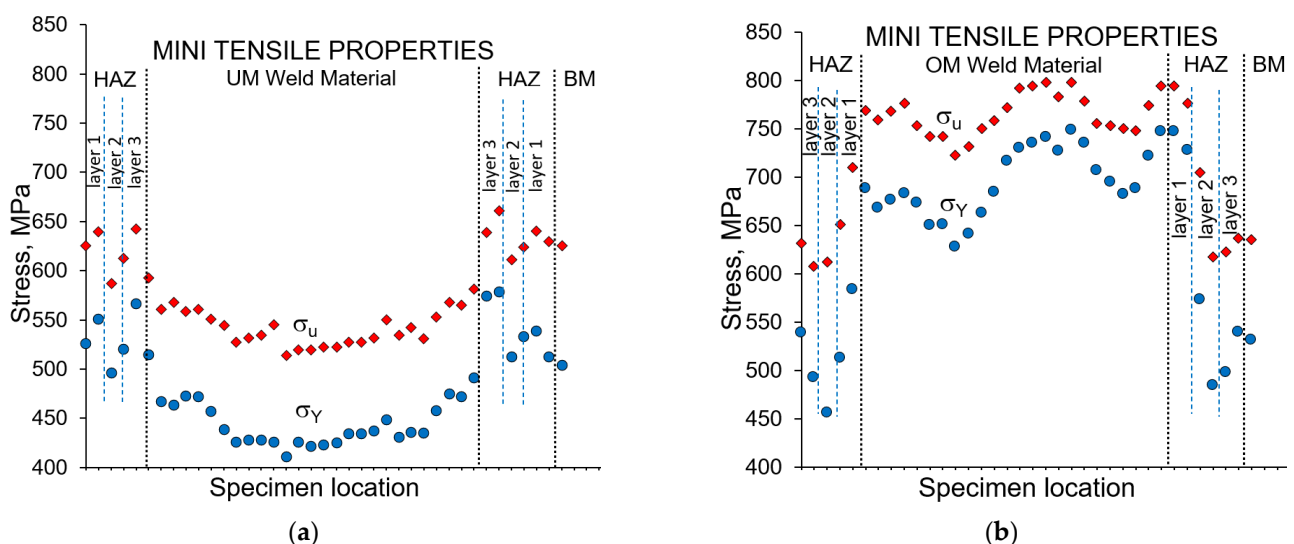 MINI TENSILE PROPERTIES
HAZ
UM Weld Material
HAZ
BM
layer 1
layer 2
layer 3
layer 3
layer 2
layer 1
σu
σY
850
800
750
700
650
600
550
500
450
400
Stress, MPa
Specimen location
(a)
MINI TENSILE PROPERTIES
HAZ
OM Weld Material
HAZ
BM
layer 3
layer 2
layer 1
layer 1
layer 2
layer 3
σu
σY
850
800
750
700
650
600
550
500
450
400
Stress, MPa
Specimen location
(b)